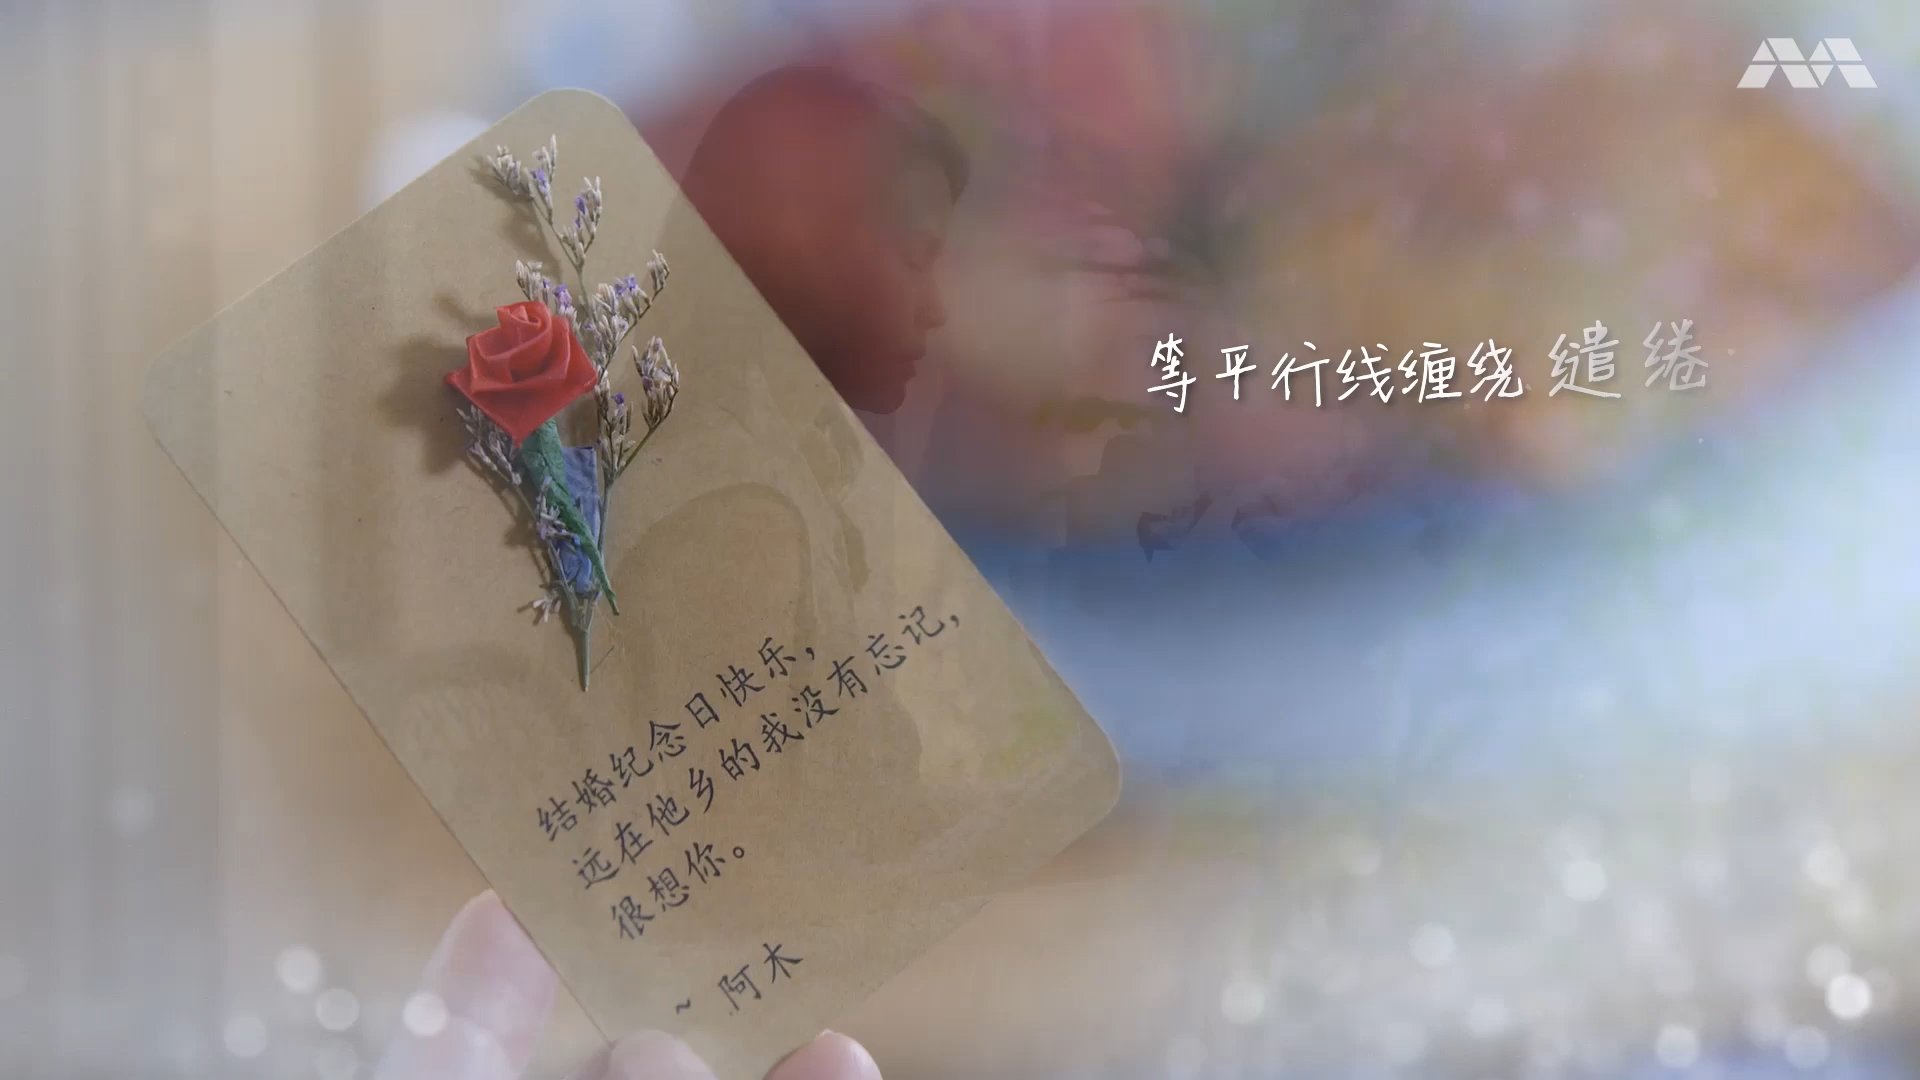 等平行线缠绕缱绻
结婚纪念日快乐，
远在他乡的我没有忘记，
很想你。
~ 阿木